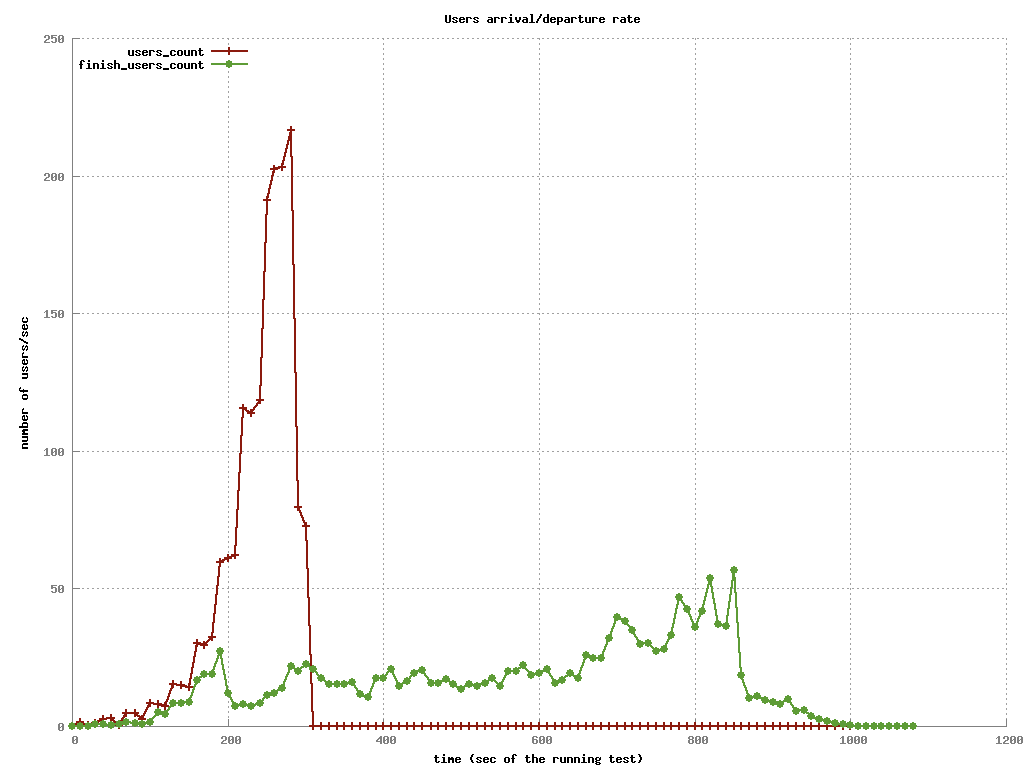 Users arrival/departure rate
250
users_count
finish_users_count
200
150
number of users/sec
100
50
0
0 200 400 600 800 1000 1200
time (sec of the running test)